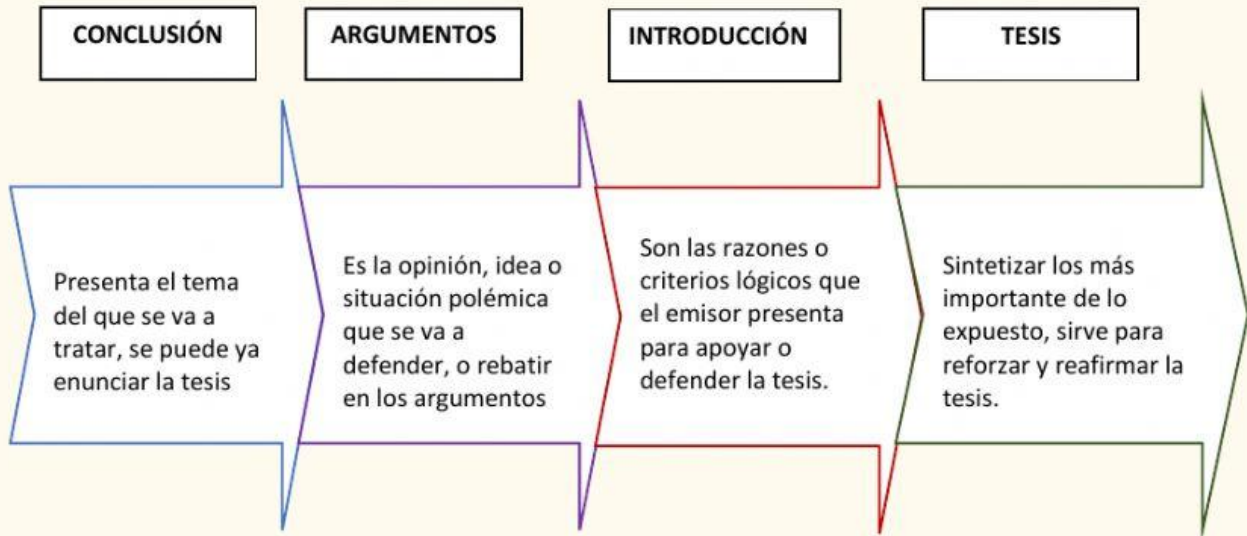 CONCLUSIÓN
ARGUMENTOS
INTRODUCCIÓN
TESIS
Presenta el tema
del que se va a
tratar, se puede ya
enunciar la tesis
Es la opinión, idea o
situación polémica
que se va a
defender, o rebatir
en los argumentos
Son las razones o
criterios lógicos que
el emisor presenta
para apoyar o
defender la tesis.
Sintetizar los más
importante de lo
expuesto, sirve para
reforzar y reafirmar la
tesis.